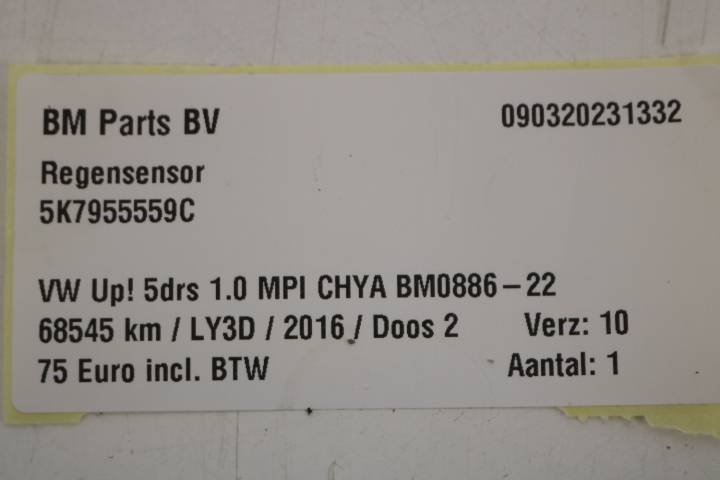 BM Parts BV 090320231332
Regensensor
5K7955559C
VW Up! 5drs 1.0 MPI CHYA BM0886-22
68545 km / LY3D / 2016 / Doos 2 Verz: 10
75 Euro incl. BTW Aantal: 1